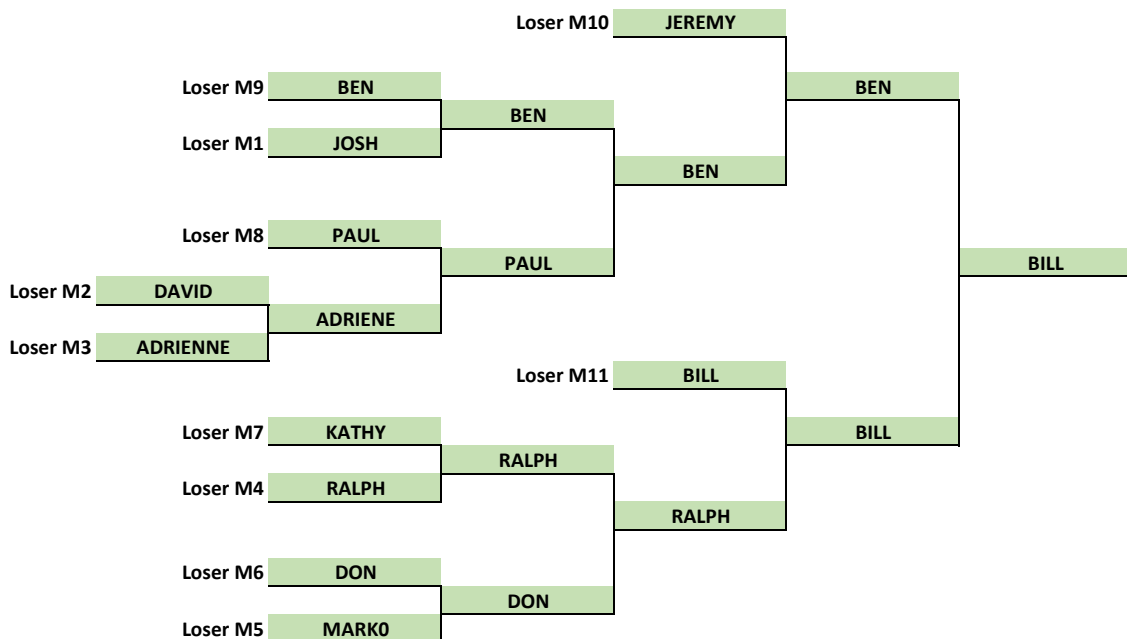 Loser M10 JEREMY
Loser M9 BEN
BEN
BEN
Loser M1 JOSH
BEN
Loser M8 PAUL
PAUL
BILL
Loser M2 DAVID
ADRIENE
Loser M3 ADRIENNE
Loser M11 BILL
Loser M7 KATHY
BILL
RALPH
Loser M4 RALPH
RALPH
Loser M6 DON
DON
Loser M5 MARK0